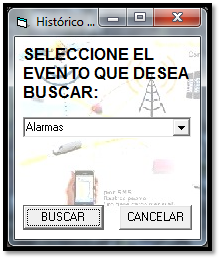 Histórico ...
SELECCIONE EL
EVENTO QUE DESEA
BUSCAR:
Alarmas
BUSCAR
CANCELAR